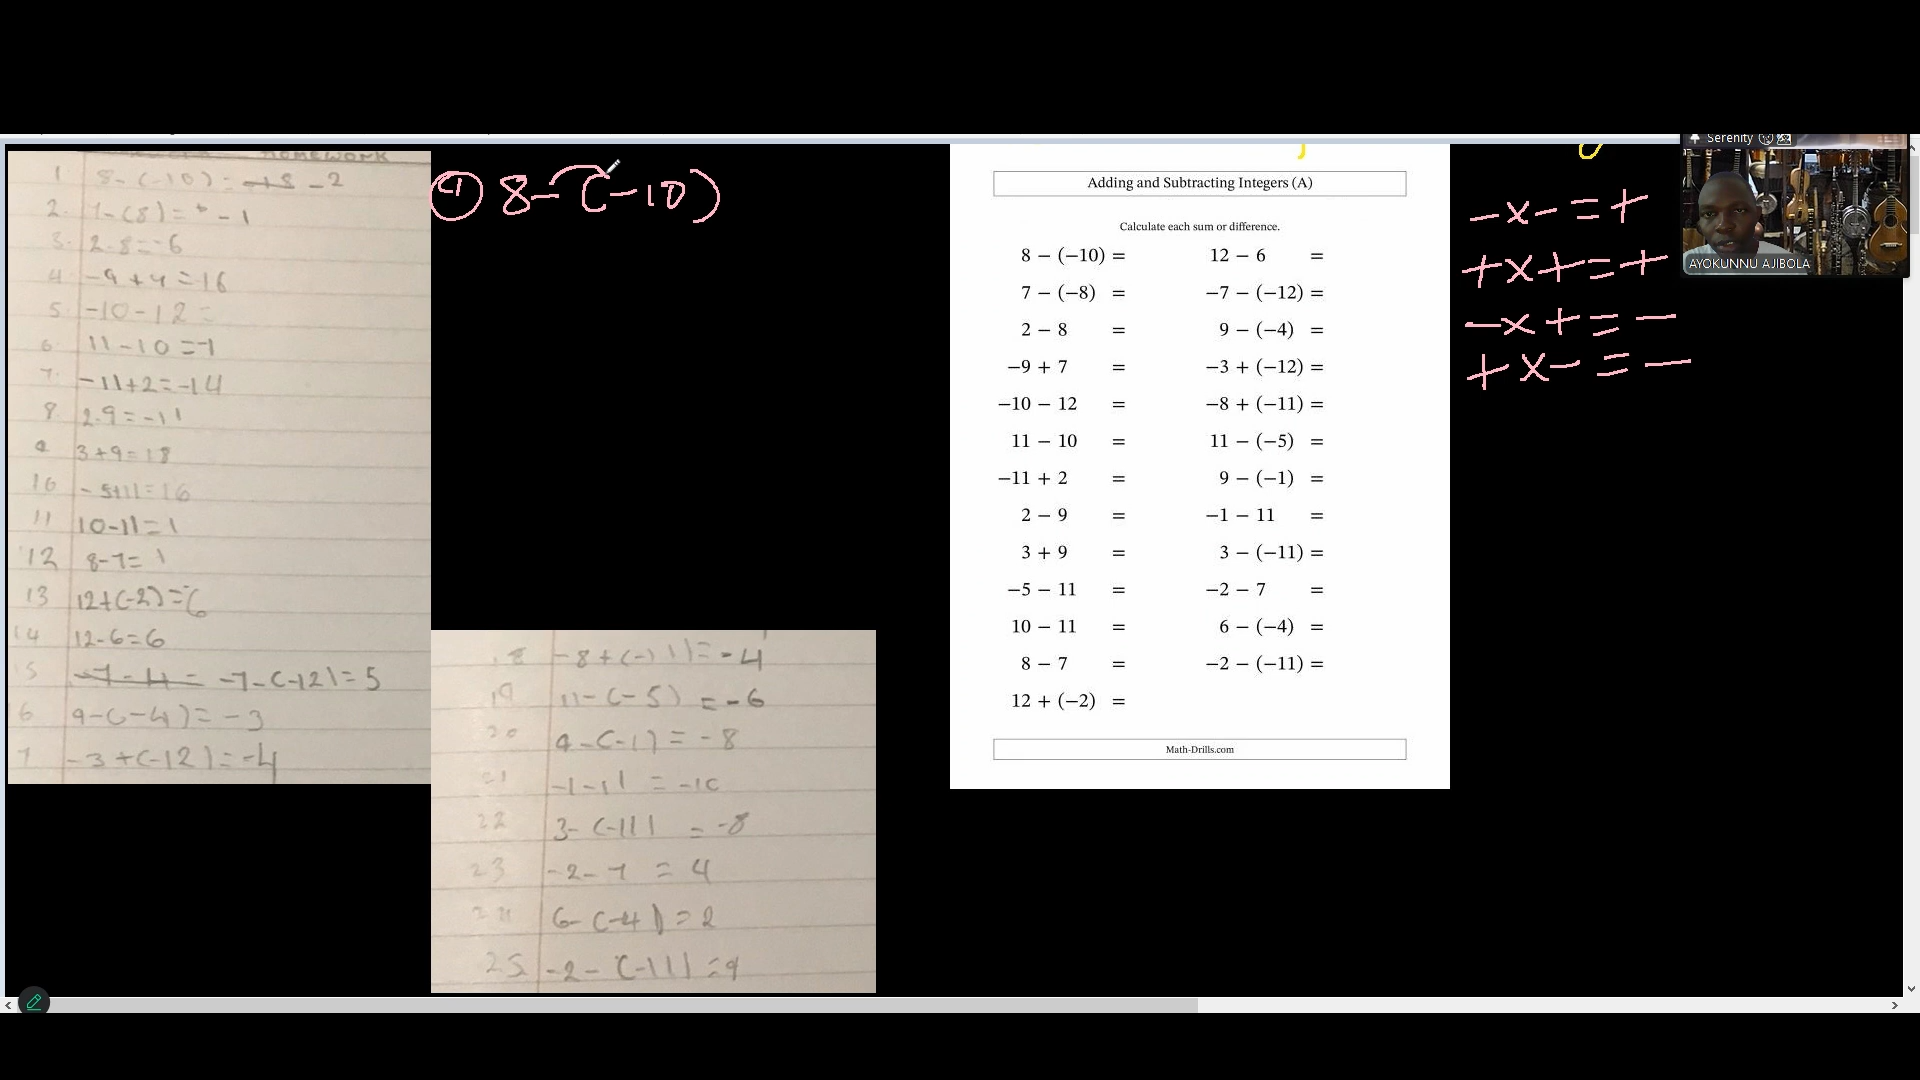 HOMEWORK
1 8-(-10) = +8 -2
2. 7-(8) = -1
3. 2-8=-6
4 -9+4=16
5. -10-12=
6 11-10=-1
7. -11+2=-14
8. 2-9=-11
9 3+9=18
10 -5+11=16
11 10-11=1
12 8-7=1
13 12+(-2)=-6
14 12-6=6
15 -7-4= -7-(-12)=5
16 9-(-4)=-3
17 -3+(-12)=-4
18 -8+(-11)=-4
19 11-(-5) = -6
20 9-(-1) = -8
21 -1-11 = -10
22 3-(-11) = -8
23 -2-7 = 4
24 6-(-4)=2
25 -2-(-11)=9
1 8-(-10)
Adding and Subtracting Integers (A)
Calculate each sum or difference.
8 − (−10) =
7 − (−8) =
2 − 8 =
−9 + 7 =
−10 − 12 =
11 − 10 =
−11 + 2 =
2 − 9 =
3 + 9 =
−5 − 11 =
10 − 11 =
8 − 7 =
12 + (−2) =
12 − 6 =
−7 − (−12) =
9 − (−4) =
−3 + (−12) =
−8 + (−11) =
11 − (−5) =
9 − (−1) =
−1 − 11 =
3 − (−11) =
−2 − 7 =
6 − (−4) =
−2 − (−11) =
Math-Drills.com
- x - = +
+ x + = +
- x + = -
+ x - = -
Serenity
AYOKUNNU AJIBOLA